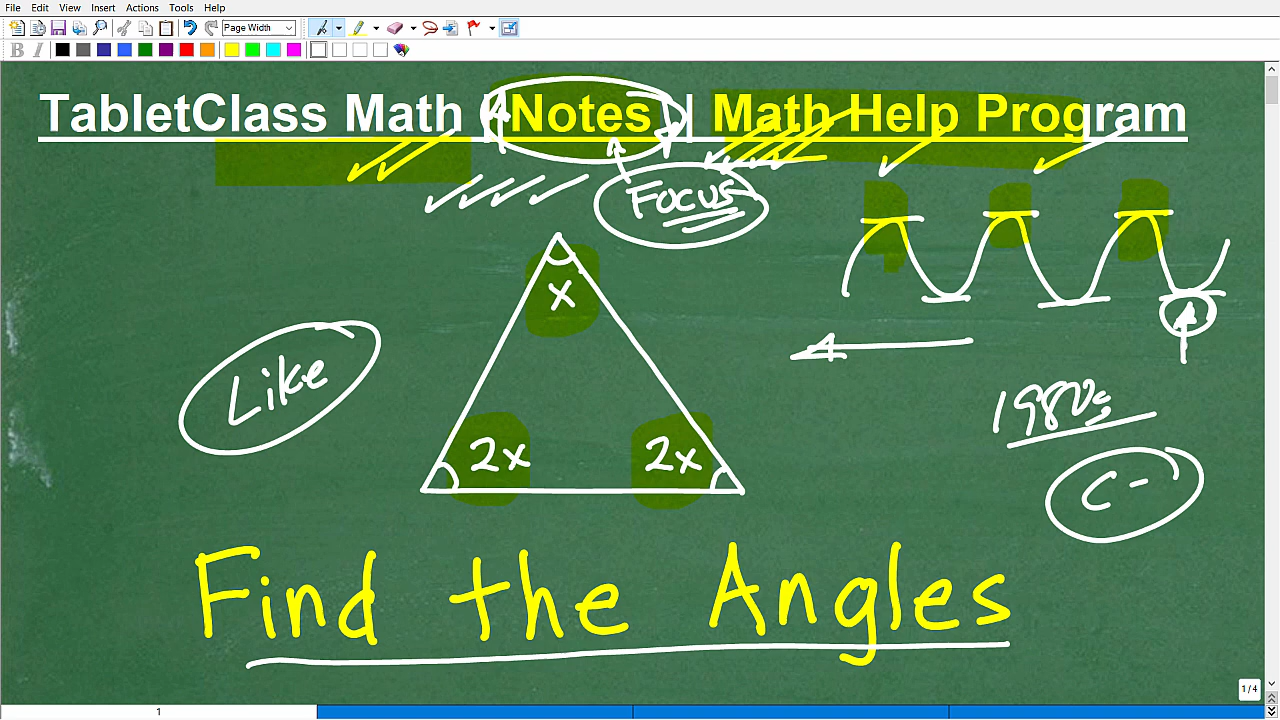 File Edit View Insert Actions Tools Help
Page Width
B I
TabletClass Math | Notes | Math Help Program
Focus
x
Like
1980s
2x 2x
C-
Find the Angles
1/4
1